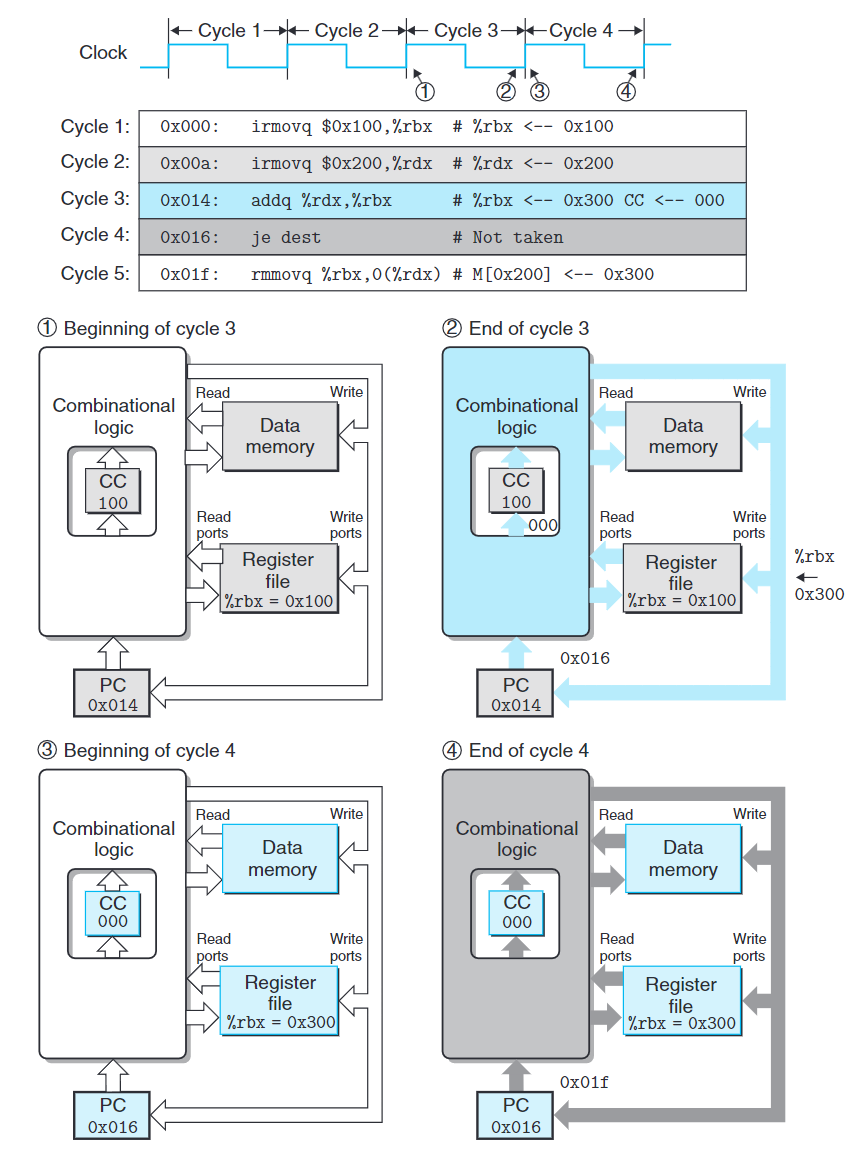 Cycle 1 Cycle 2 Cycle 3 Cycle 4
Clock
① ② ③ ④
Cycle 1: 0x000: irmovq $0x100,%rbx # %rbx <-- 0x100
Cycle 2: 0x00a: irmovq $0x200,%rdx # %rdx <-- 0x200
Cycle 3: 0x014: addq %rdx,%rbx # %rbx <-- 0x300 CC <-- 000
Cycle 4: 0x016: je dest # Not taken
Cycle 5: 0x01f: rmmovq %rbx,0(%rdx) # M[0x200] <-- 0x300
① Beginning of cycle 3
Combinational
logic
CC
100
Read
Write
Data
memory
Read
ports
Write
ports
Register
file
%rbx = 0x100
PC
0x014
② End of cycle 3
Combinational
logic
CC
100
000
Read
Write
Data
memory
Read
ports
Write
ports
Register
file
%rbx = 0x100
%rbx
0x300
0x016
PC
0x014
③ Beginning of cycle 4
Combinational
logic
CC
000
Read
Write
Data
memory
Read
ports
Write
ports
Register
file
%rbx = 0x300
PC
0x016
④ End of cycle 4
Combinational
logic
CC
000
Read
Write
Data
memory
Read
ports
Write
ports
Register
file
%rbx = 0x300
0x01f
PC
0x016